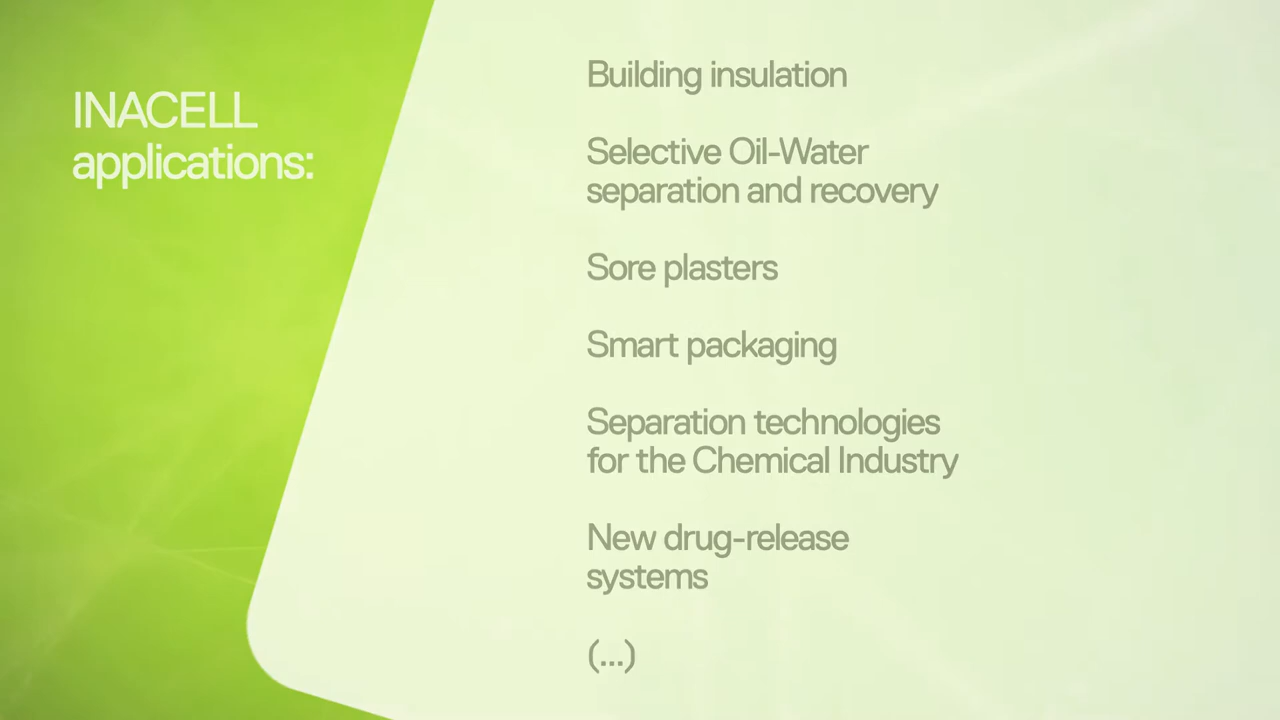 INACELL
applications:
Building insulation
Selective Oil-Water
separation and recovery
Sore plasters
Smart packaging
Separation technologies
for the Chemical Industry
New drug-release
systems
(...)